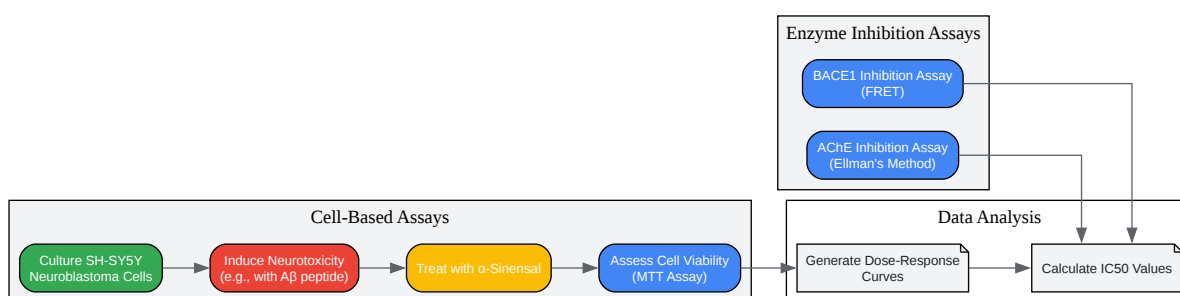 Enzyme Inhibition Assays
BACE1 Inhibition Assay
(FRET)
AChE Inhibition Assay
(Ellman's Method)
Cell-Based Assays
Culture SH-SY5Y
Neuroblastoma Cells
Induce Neurotoxicity
(e.g., with Aβ peptide)
Treat with α-Sinensal
Assess Cell Viability
(MTT Assay)
Data Analysis
Generate Dose-Response
Curves
Calculate IC50 Values